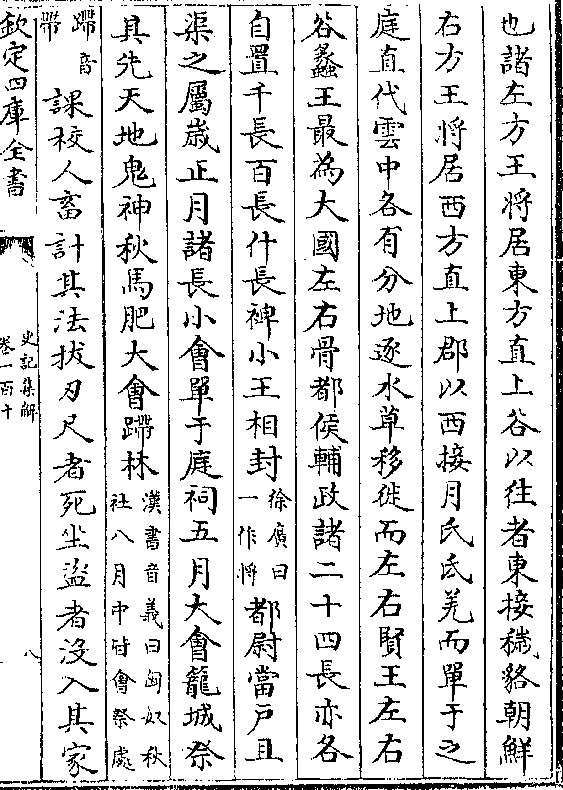 也諸左方王將居東方直上谷以往者東接穢貉朝鮮
右方王將居西方直上郡以西接月氏氐羌而單于之
庭直代雲中各有分地逐水草移徙而左右賢王左右
谷蠡王最為大國左右骨都侯輔政諸二十四長亦各
自置千長百長什長裨小王相封徐廣曰一作將都尉當户且
渠之屬歲正月諸長小會單于庭祠五月大會籠城祭
其先天地鬼神秋馬肥大會蹛林漢書音義曰匈奴秋社八月中皆會祭處
蹛音帶課校人畜計其法拔刃尺者死坐盗者沒入其家
欽定四庫全書
史記集解
卷一百十
八